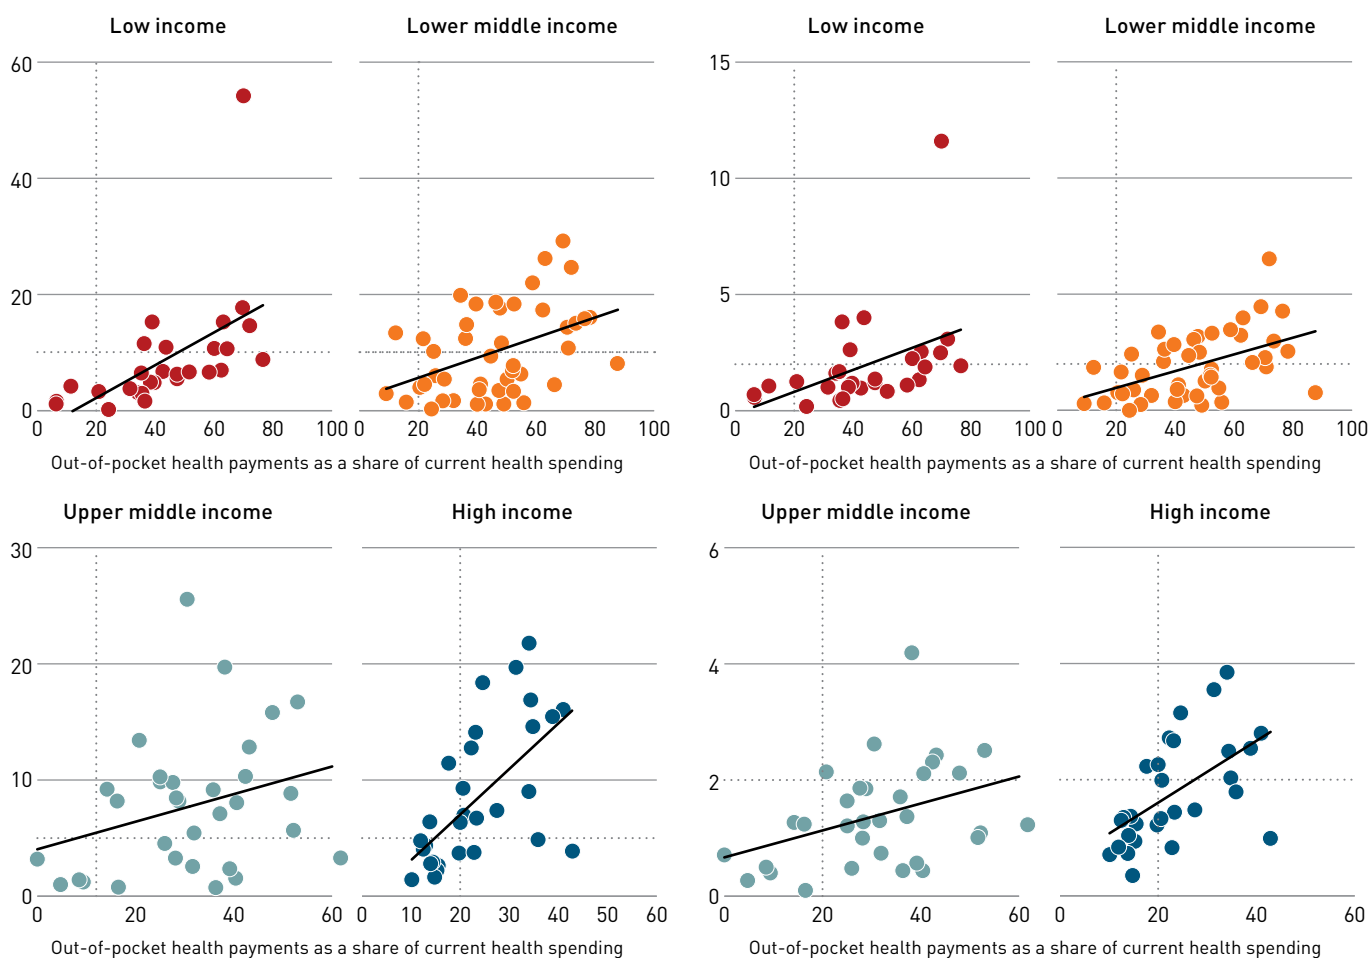 Low income Lower middle income Low income Lower middle income
60 15
40 10
20 5
0 0
0 20 40 60 80 100 0 20 40 60 80 100 0 20 40 60 80 100 0 20 40 60 80 100
Out-of-pocket health payments as a share of current health spending Out-of-pocket health payments as a share of current health spending
Upper middle income High income Upper middle income High income
30 6
20 4
10 2
0 0
0 20 40 60 0 10 20 30 40 50 60 0 20 40 60 0 20 40 60
Out-of-pocket health payments as a share of current health spending Out-of-pocket health payments as a share of current health spending